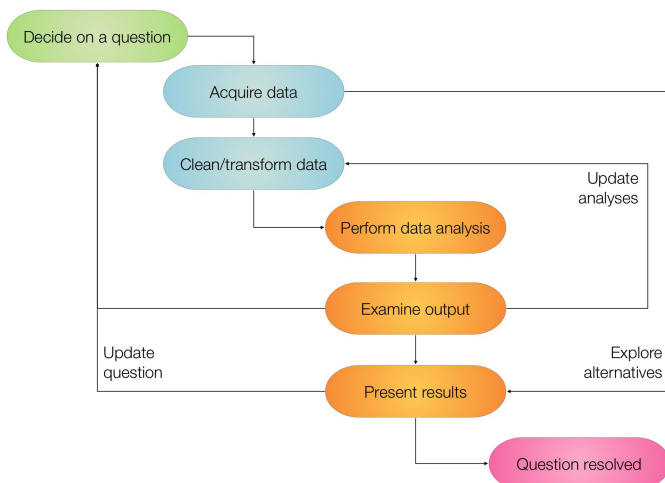 Decide on a question
Acquire data
Clean/transform data
Update
analyses
Perform data analysis
Examine output
Update
question
Explore
alternatives
Present results
Question resolved